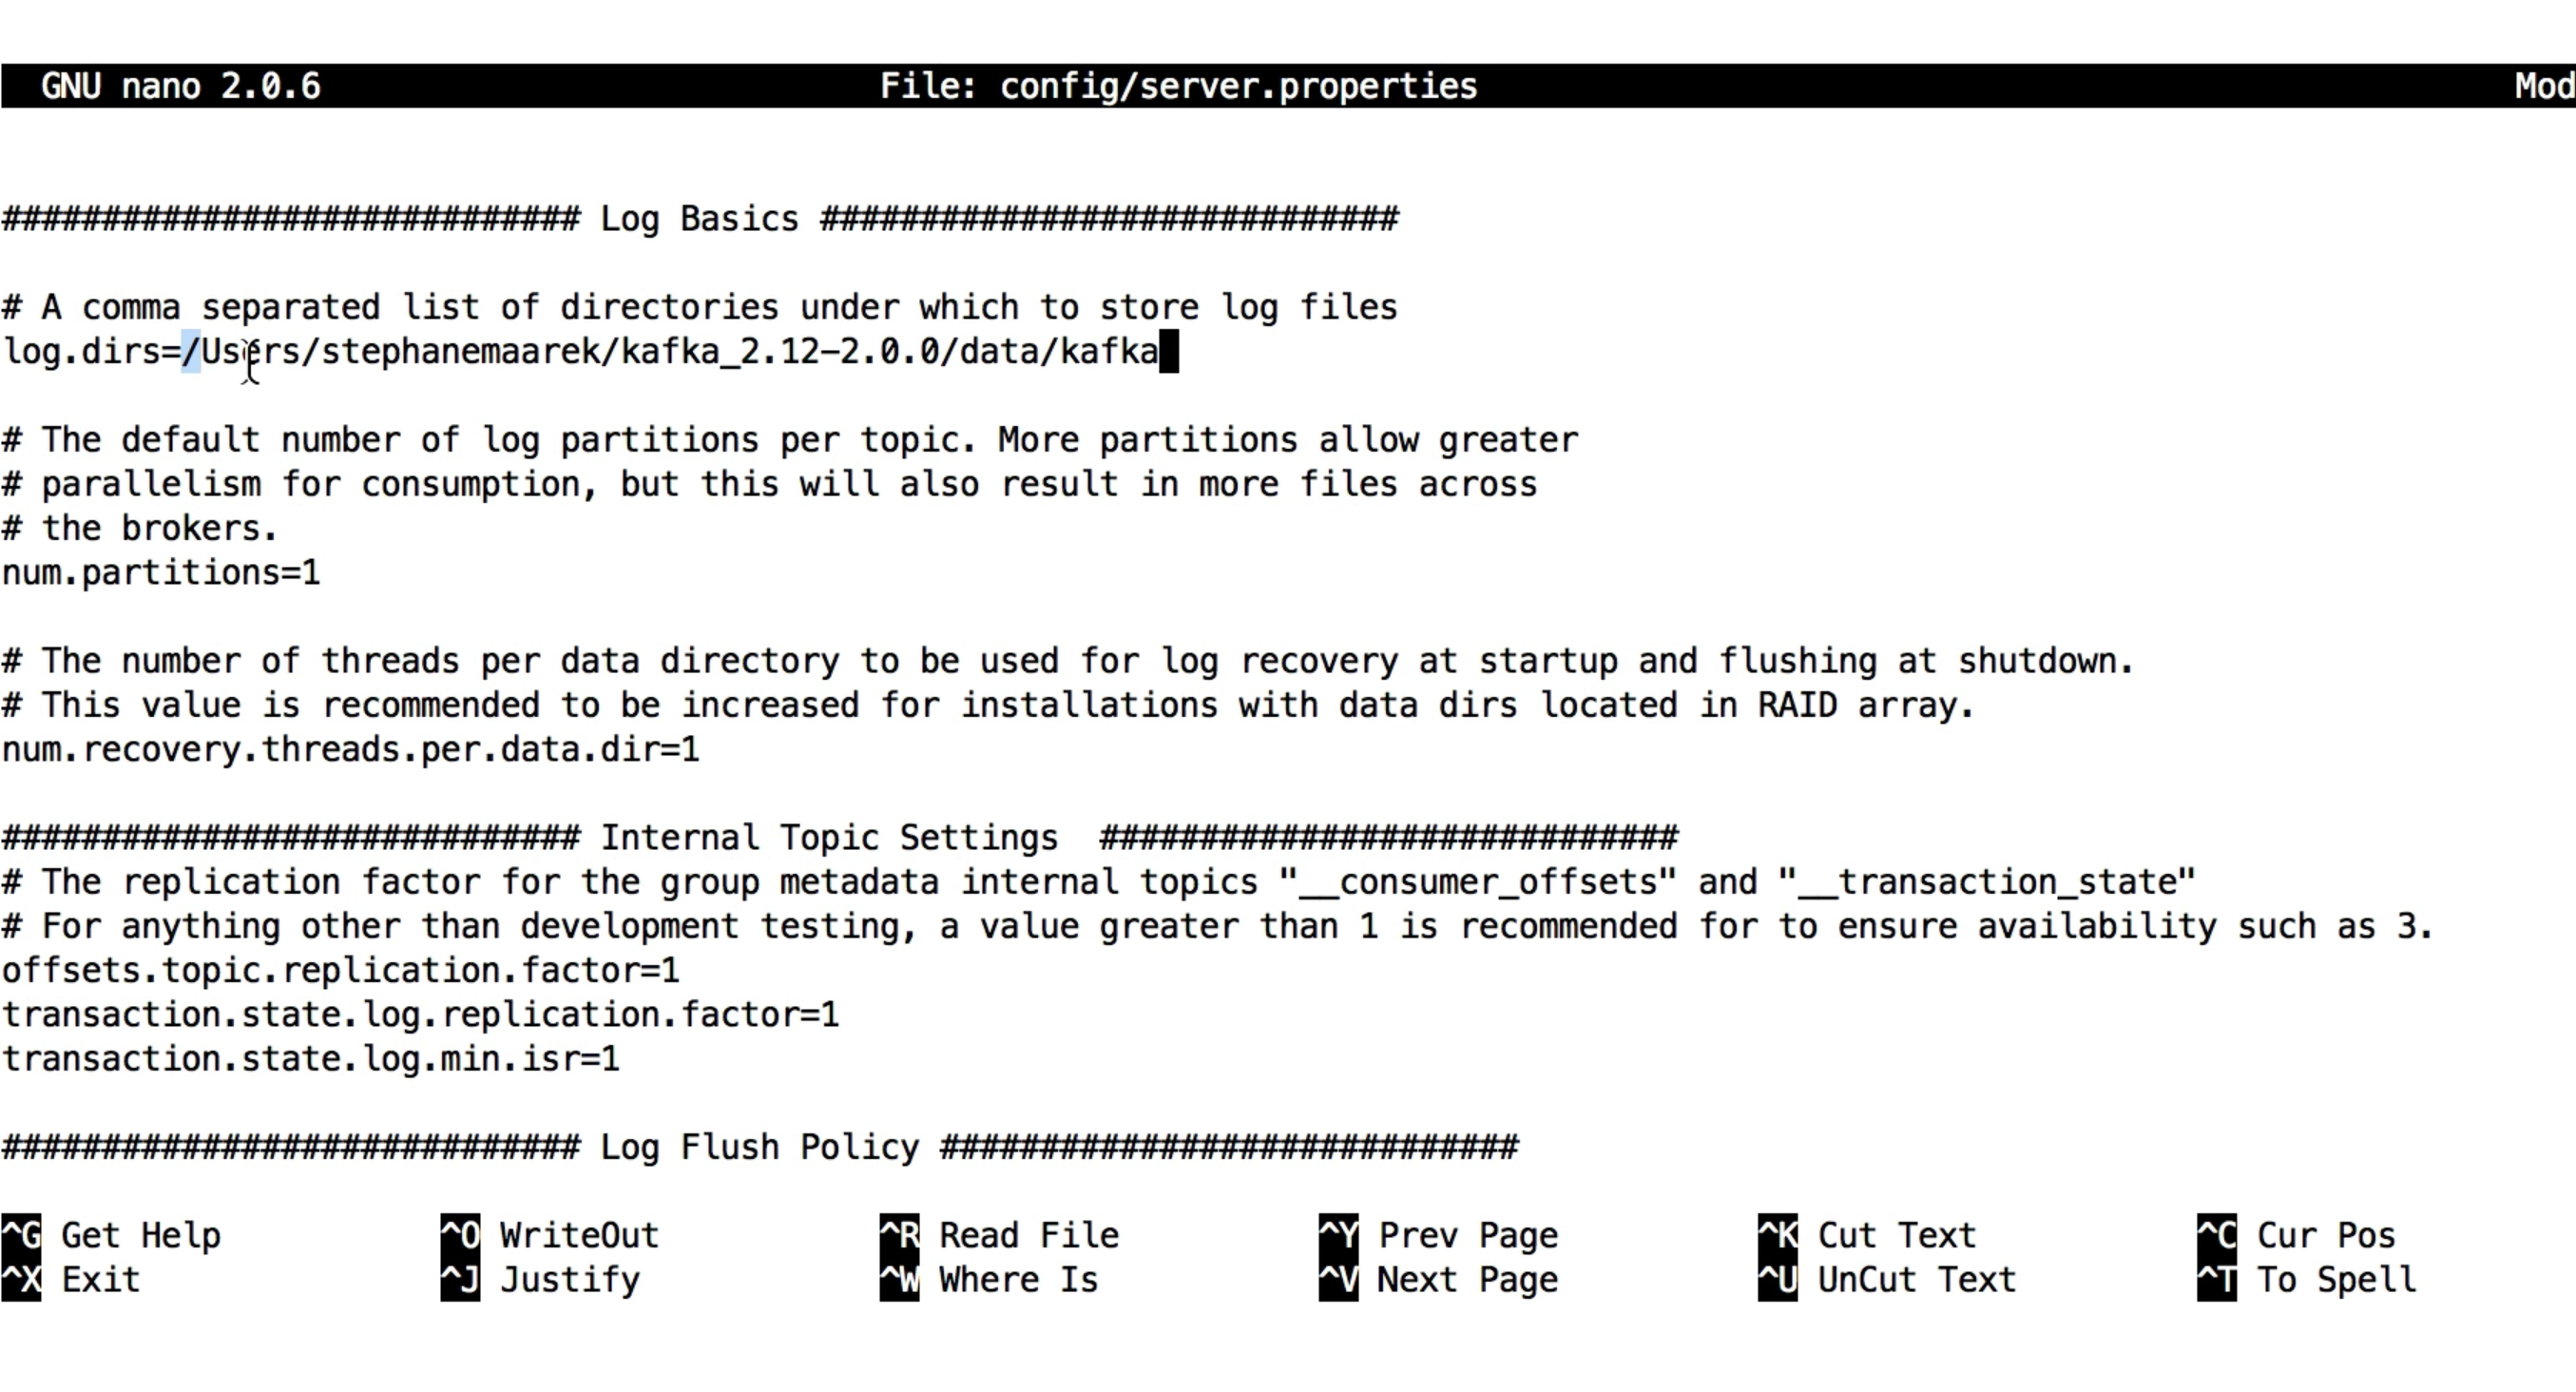 GNU nano 2.0.6 File: config/server.properties Mod
############################# Log Basics #############################
# A comma separated list of directories under which to store log files
log.dirs=/Users/stephanemaarek/kafka_2.12-2.0.0/data/kafka
# The default number of log partitions per topic. More partitions allow greater
# parallelism for consumption, but this will also result in more files across
# the brokers.
num.partitions=1
# The number of threads per data directory to be used for log recovery at startup and flushing at shutdown.
# This value is recommended to be increased for installations with data dirs located in RAID array.
num.recovery.threads.per.data.dir=1
############################# Internal Topic Settings  #############################
# The replication factor for the group metadata internal topics "__consumer_offsets" and "__transaction_state"
# For anything other than development testing, a value greater than 1 is recommended for to ensure availability such as 3.
offsets.topic.replication.factor=1
transaction.state.log.replication.factor=1
transaction.state.log.min.isr=1
############################# Log Flush Policy #############################
^G Get Help ^O WriteOut ^R Read File ^Y Prev Page ^K Cut Text ^C Cur Pos
^X Exit ^J Justify ^W Where Is ^V Next Page ^U UnCut Text ^T To Spell